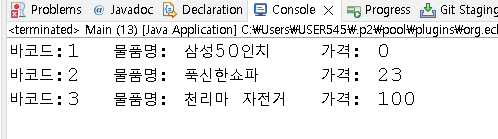 Problems @ Javadoc Declaration Console Progress Git Staging
<terminated> Main (13) [Java Application] C:₩Users₩USER545₩.p2₩pool₩plugins₩org.ecl
바코드:1 물품명: 삼성50인치 가격: 0
바코드:2 물품명: 푹신한쇼파 가격: 23
바코드:3 물품명: 천리마 자전거 가격: 100